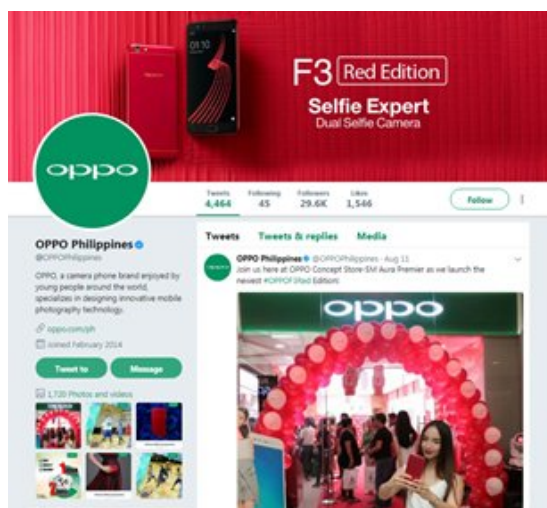 F3 Red Edition
Selfie Expert
Dual Selfie Camera
oppo
Tweets Following Followers Likes
4,464 45 29.6K 1,546
Follow
OPPO Philippines
@OPPOPhilippines
OPPO, a camera phone brand enjoyed by
young people around the world,
specializes in designing innovative mobile
photography technology.
oppo.com/ph
Joined February 2014
Tweet to Message
1,720 Photos and videos
Tweets Tweets & replies Media
OPPO Philippines @OPPOPhilippines · Aug 11
Join us here at OPPO Concept Store-SM Aura Premier as we launch the
newest #OPPOF3Red Edition:
oppo